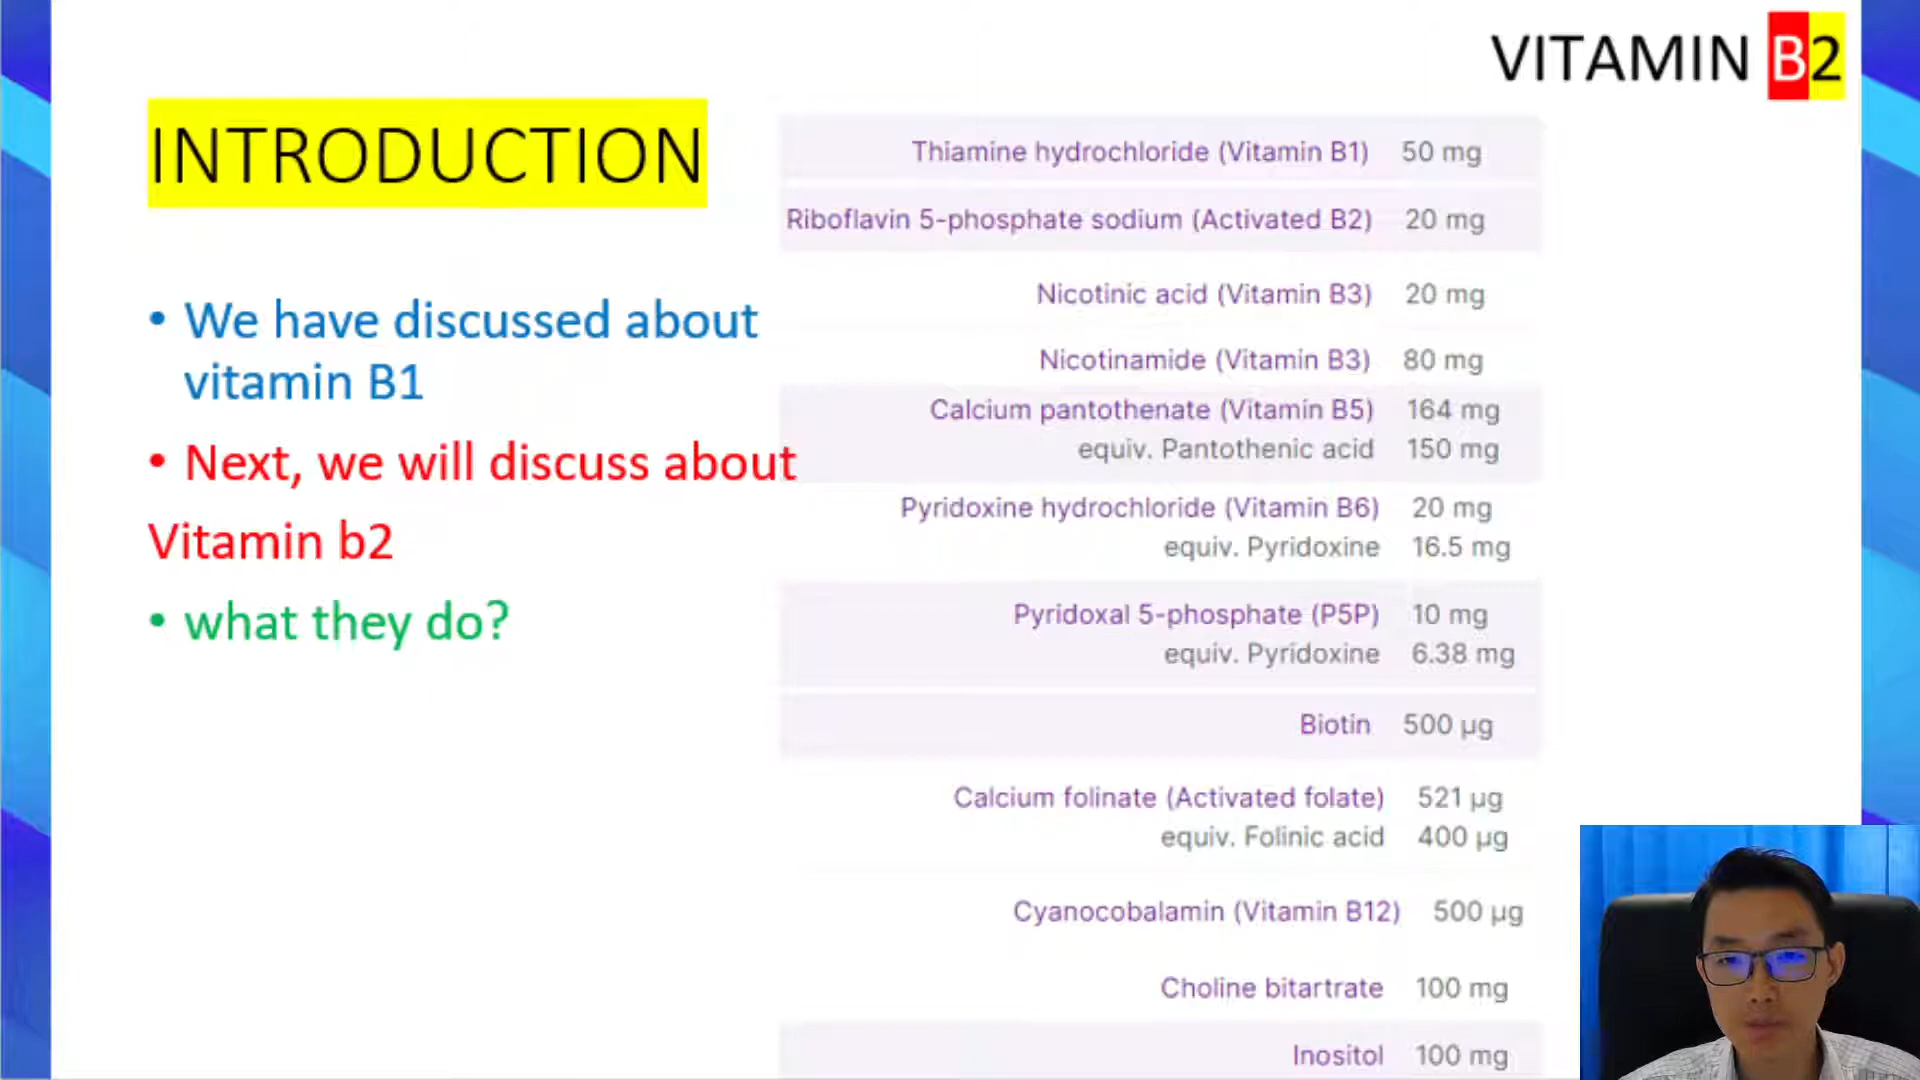 VITAMIN B2
INTRODUCTION
• We have discussed about
vitamin B1
• Next, we will discuss about
Vitamin b2
• what they do?
Thiamine hydrochloride (Vitamin B1) 50 mg
Riboflavin 5-phosphate sodium (Activated B2) 20 mg
Nicotinic acid (Vitamin B3) 20 mg
Nicotinamide (Vitamin B3) 80 mg
Calcium pantothenate (Vitamin B5) 164 mg
equiv. Pantothenic acid 150 mg
Pyridoxine hydrochloride (Vitamin B6) 20 mg
equiv. Pyridoxine 16.5 mg
Pyridoxal 5-phosphate (P5P) 10 mg
equiv. Pyridoxine 6.38 mg
Biotin 500 µg
Calcium folinate (Activated folate) 521 µg
equiv. Folinic acid 400 µg
Cyanocobalamin (Vitamin B12) 500 µg
Choline bitartrate 100 mg
Inositol 100 mg